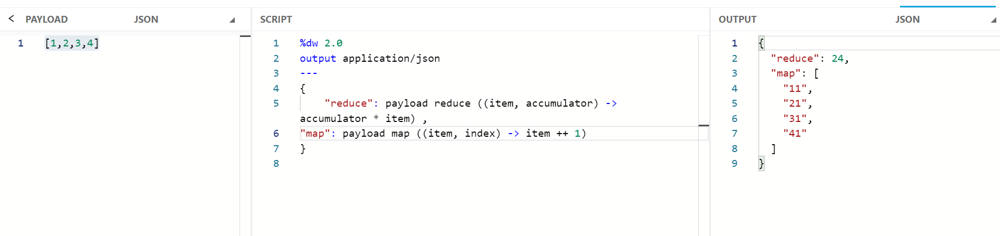 < PAYLOAD JSON
1 [1,2,3,4]
SCRIPT
1 %dw 2.0
2 output application/json
3 ---
4 {
5 "reduce": payload reduce ((item, accumulator) ->
accumulator * item) ,
6 "map": payload map ((item, index) -> item ++ 1)
7 }
8
OUTPUT JSON
1 {
2 "reduce": 24,
3 "map": [
4 "11",
5 "21",
6 "31",
7 "41"
8 ]
9 }